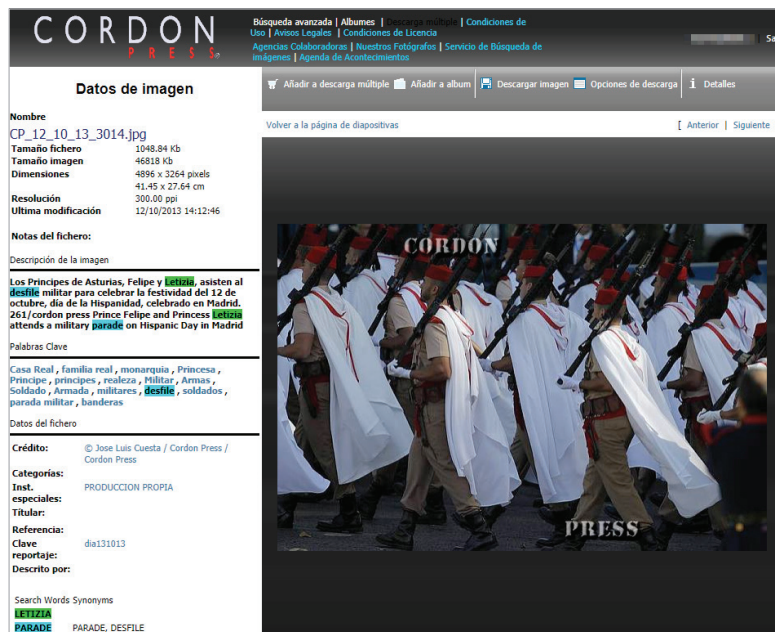 CORDON
PRESS
Búsqueda avanzada | Albumes | Descarga múltiple | Condiciones de
Uso | Avisos Legales | Condiciones de Licencia
Agencias Colaboradoras | Nuestros Fotógrafos | Servicio de Búsqueda de
imágenes | Agenda de Acontecimientos
Sa
Datos de imagen
Añadir a descarga múltiple Añadir a album Descargar imagen Opciones de descarga Detalles
Volver a la página de diapositivas [ Anterior | Siguiente
Nombre
CP_12_10_13_3014.jpg
Tamaño fichero 1048.84 Kb
Tamaño imagen 46818 Kb
Dimensiones 4896 x 3264 pixels
41.45 x 27.64 cm
Resolución 300.00 ppi
Ultima modificación 12/10/2013 14:12:46
Notas del fichero:
Descripción de la imagen
Los Principes de Asturias, Felipe y Letizia, asisten al
desfile militar para celebrar la festividad del 12 de
octubre, día de la Hispanidad, celebrado en Madrid.
261/cordon press Prince Felipe and Princess Letizia
attends a military parade on Hispanic Day in Madrid
Palabras Clave
Casa Real , familia real , monarquia , Princesa ,
Principe , principes , realeza , Militar , Armas ,
Soldado , Armada , militares , desfile , soldados ,
parada militar , banderas
Datos del fichero
Crédito: © Jose Luis Cuesta / Cordon Press /
Cordon Press
Categorías:
Inst.
especiales: PRODUCCION PROPIA
Títular:
Referencia:
Clave
reportaje: dia131013
Descrito por:
Search Words Synonyms
LETIZIA
PARADE PARADE, DESFILE
CORDON
PRESS